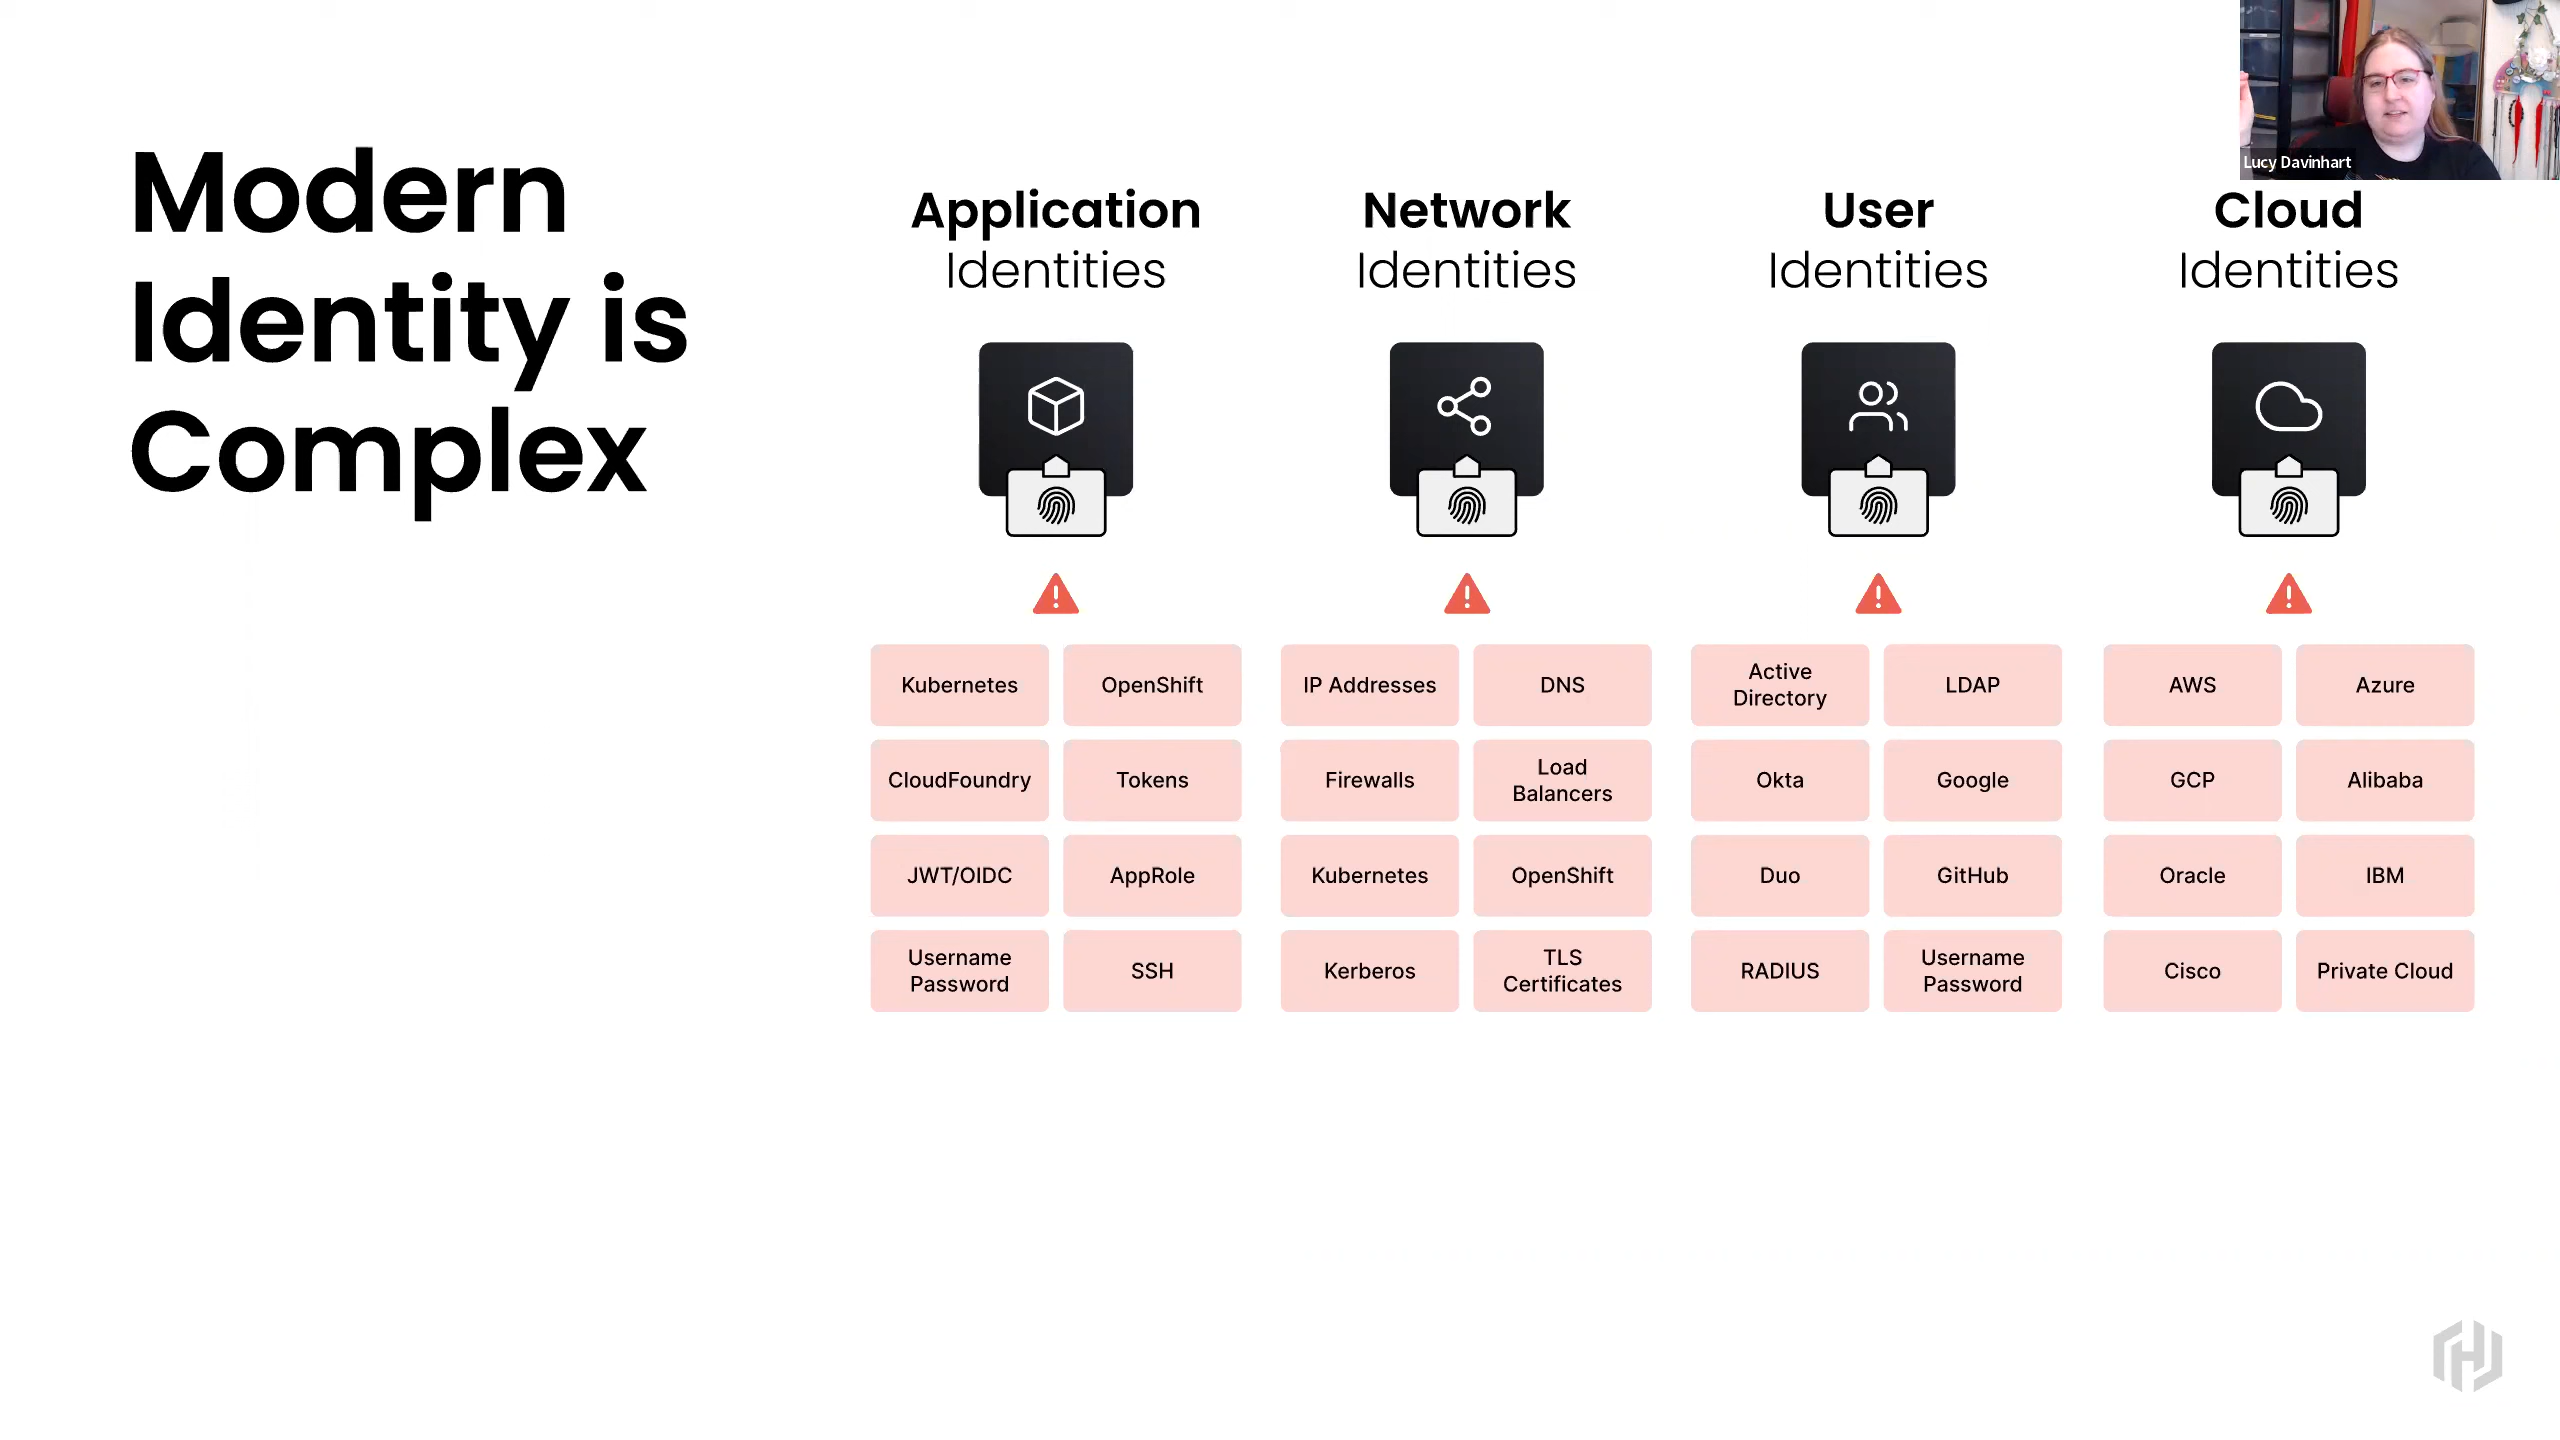 Modern
Identity is
Complex
Lucy Davinhart
Application
Identities
Kubernetes
OpenShift
CloudFoundry
Tokens
JWT/OIDC
AppRole
Username
Password
SSH
Network
Identities
IP Addresses
DNS
Firewalls
Load
Balancers
Kubernetes
OpenShift
Kerberos
TLS
Certificates
User
Identities
Active
Directory
LDAP
Okta
Google
Duo
GitHub
RADIUS
Username
Password
Cloud
Identities
AWS
Azure
GCP
Alibaba
Oracle
IBM
Cisco
Private Cloud